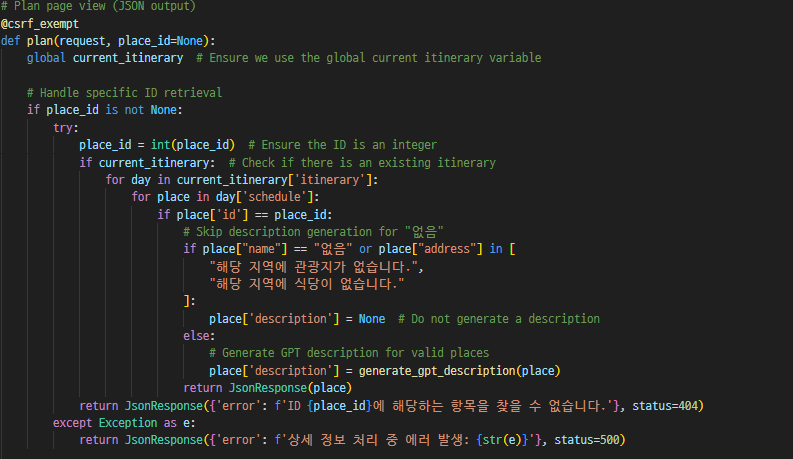 # Plan page view (JSON output)
@csrf_exempt
def plan(request, place_id=None):
    global current_itinerary  # Ensure we use the global current itinerary variable

    # Handle specific ID retrieval
    if place_id is not None:
        try:
            place_id = int(place_id)  # Ensure the ID is an integer
            if current_itinerary:  # Check if there is an existing itinerary
                for day in current_itinerary['itinerary']:
                    for place in day['schedule']:
                        if place['id'] == place_id:
                            # Skip description generation for "없음"
                            if place["name"] == "없음" or place["address"] in [
                                "해당 지역에 관광지가 없습니다.",
                                "해당 지역에 식당이 없습니다."
                            ]:
                                place['description'] = None  # Do not generate a description
                            else:
                                # Generate GPT description for valid places
                                place['description'] = generate_gpt_description(place)
                            return JsonResponse(place)
            return JsonResponse({'error': f'ID {place_id}에 해당하는 항목을 찾을 수 없습니다.'}, status=404)
        except Exception as e:
            return JsonResponse({'error': f'상세 정보 처리 중 에러 발생: {str(e)}'}, status=500)